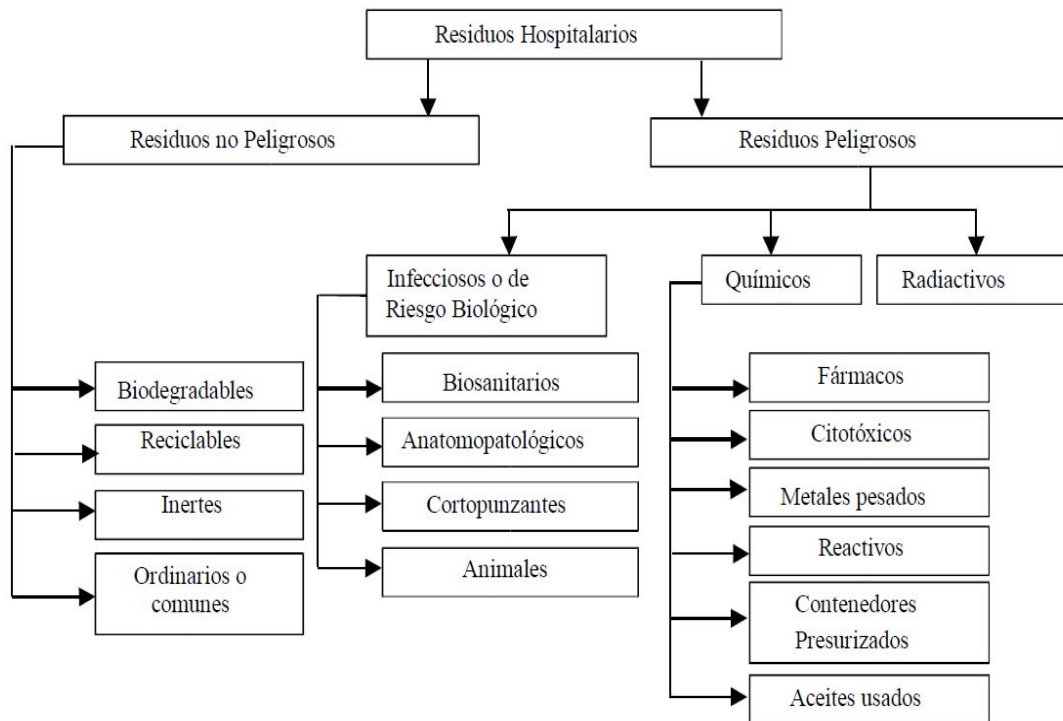 Residuos Hospitalarios
Residuos no Peligrosos
Residuos Peligrosos
Infecciosos o de
Riesgo Biológico
Químicos
Radiactivos
Biodegradables
Reciclables
Inertes
Ordinarios o
comunes
Biosanitarios
Anatomopatológicos
Cortopunzantes
Animales
Fármacos
Citotóxicos
Metales pesados
Reactivos
Contenedores
Presurizados
Aceites usados